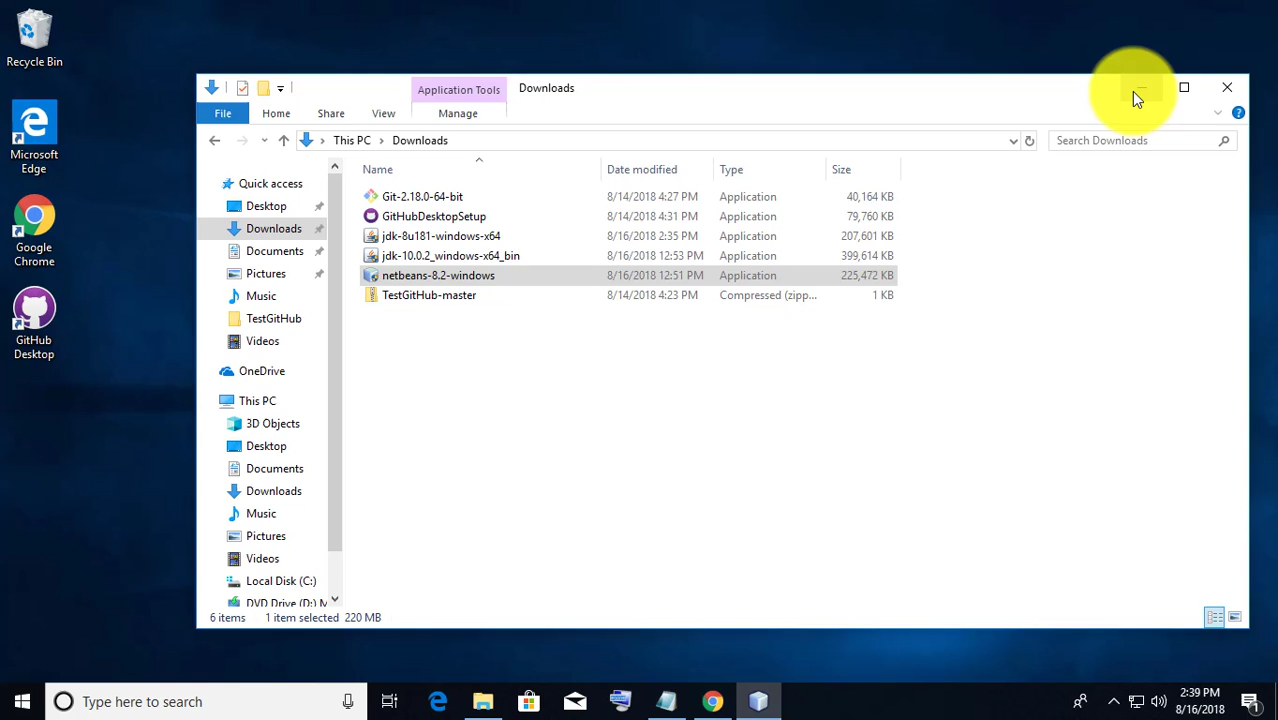 Recycle Bin
Microsoft
Edge
Google
Chrome
GitHub
Desktop
Application Tools
Downloads
File
Home
Share
View
Manage
This PC
Downloads
Search Downloads
Quick access
Desktop
Downloads
Documents
Pictures
Music
TestGitHub
Videos
OneDrive
This PC
3D Objects
Desktop
Documents
Downloads
Music
Pictures
Videos
Local Disk (C:)
DVD Drive (D:) M
Name Date modified Type Size
Git-2.18.0-64-bit 8/14/2018 4:27 PM Application 40,164 KB
GitHubDesktopSetup 8/14/2018 4:31 PM Application 79,760 KB
jdk-8u181-windows-x64 8/16/2018 2:35 PM Application 207,601 KB
jdk-10.0.2_windows-x64_bin 8/16/2018 12:53 PM Application 399,614 KB
netbeans-8.2-windows 8/16/2018 12:51 PM Application 225,472 KB
TestGitHub-master 8/14/2018 4:23 PM Compressed (zipp... 1 KB
6 items 1 item selected 220 MB
Type here to search
2:39 PM
8/16/2018
1